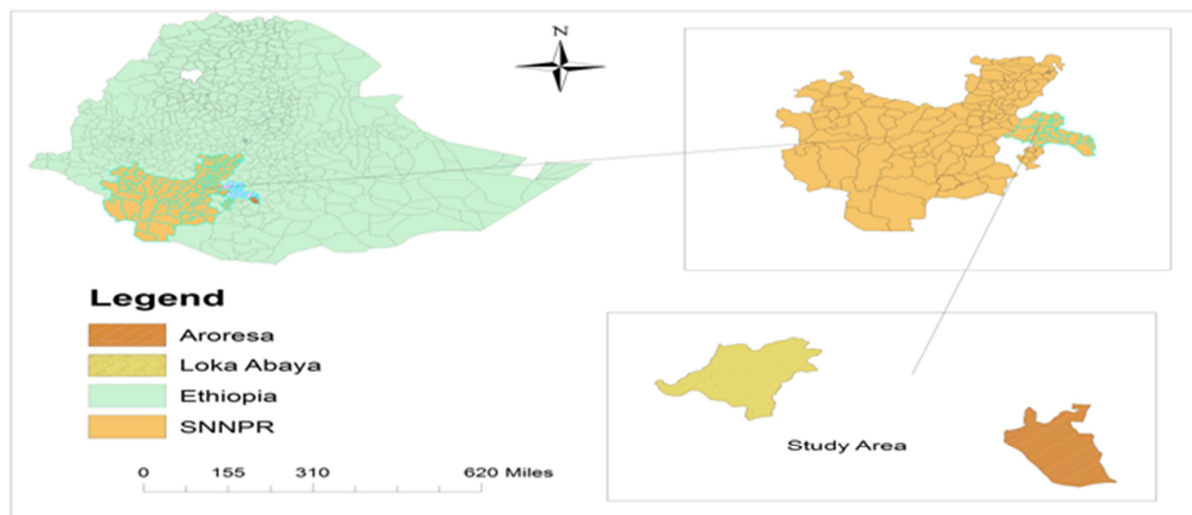 N
Legend
Aroresa
Loka Abaya
Ethiopia
SNNPR
0 155 310 620 Miles
Study Area